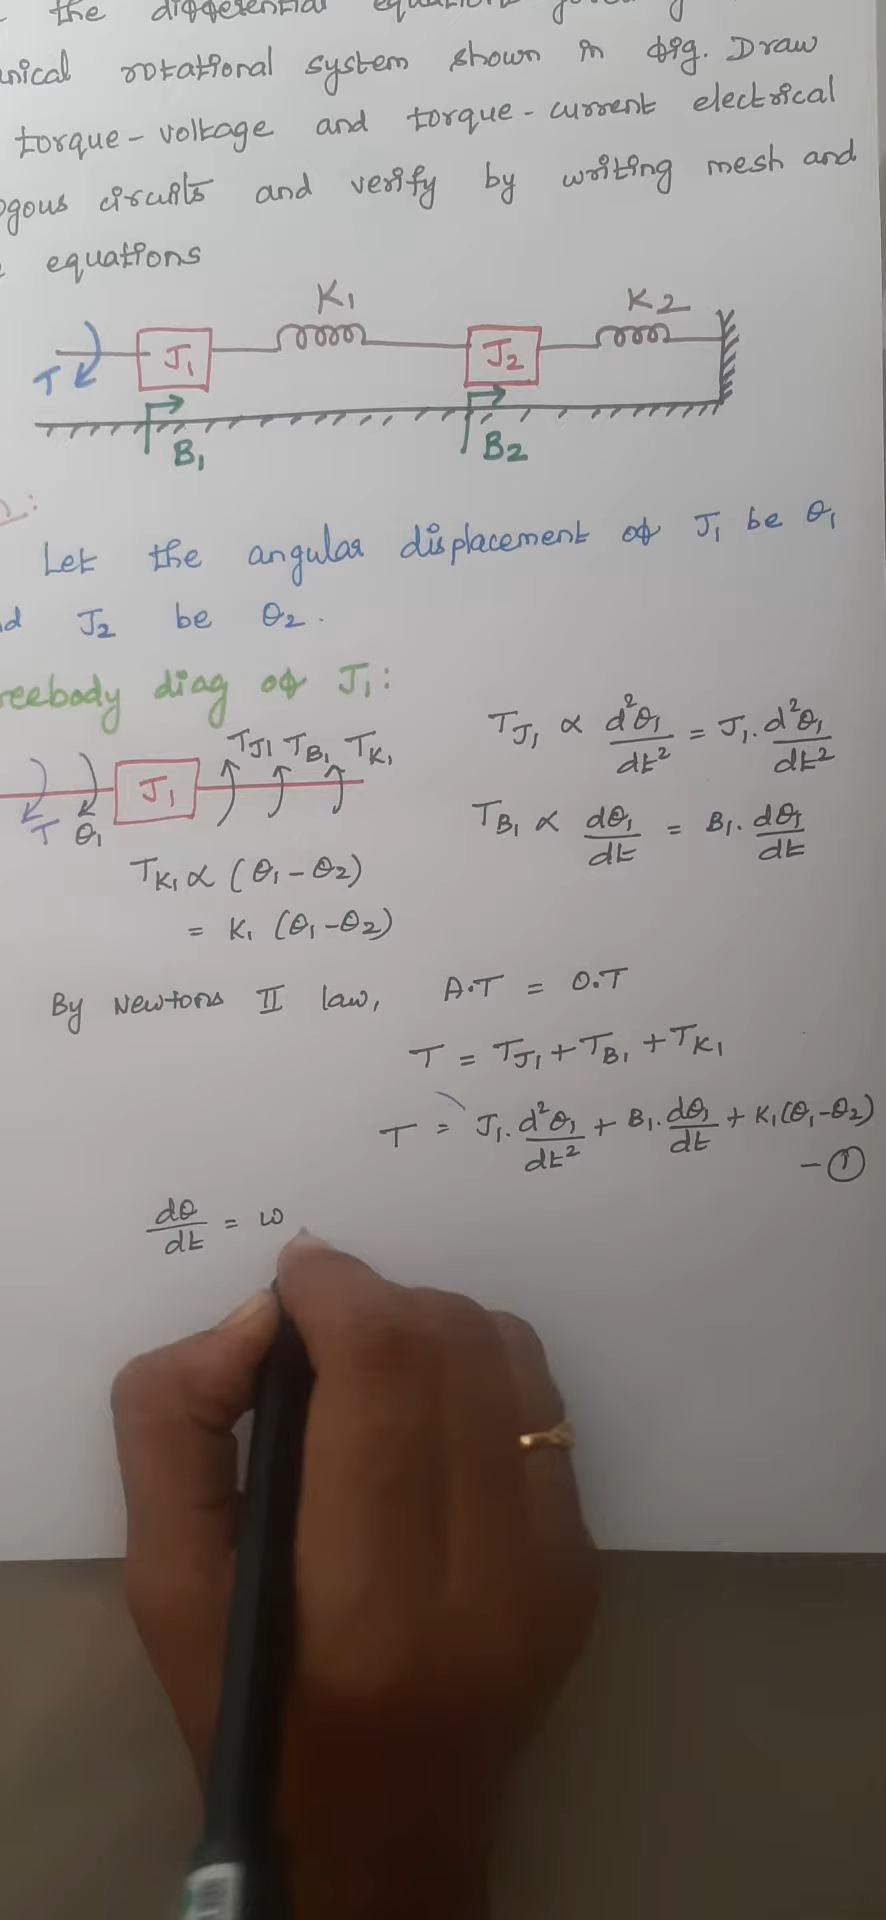 the differential
nical rotational system shown in fig. Draw
torque-voltage and torque-current electrical
ogous circuits and verify by writing mesh and
equations
K₁ K2
T J₁ J₂
B₁ B2
Let the angular displacement of J₁ be θ₁
J2 be θ2.
reebody diag of J₁:
T θ₁ J₁ TJ1 TB₁ TK₁
TJ₁ ∝ d²θ₁/dt² = J₁. d²θ₁/dt²
TB₁ ∝ dθ₁/dt = B₁. dθ₁/dt
TK₁ ∝ (θ₁-θ2)
= K₁ (θ₁-θ2)
By Newtons II law, A.T = O.T
T = TJ₁ + TB₁ + TK₁
T = J₁. d²θ₁/dt² + B₁. dθ₁/dt + K₁(θ₁-θ2)
-①
dθ/dt = ω